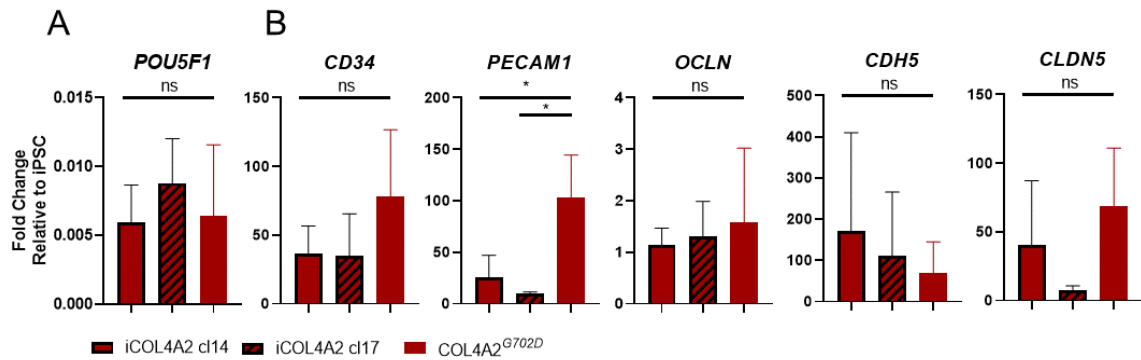 A
B
POU5F1
CD34
PECAM1
OCLN
CDH5
CLDN5
ns
ns
*
*
ns
ns
ns
Fold Change
Relative to iPSC
0.015
0.010
0.005
0.000
150
100
50
0
200
150
100
50
0
4
3
2
1
0
500
400
300
200
100
0
150
100
50
0
iCOL4A2 cl14
iCOL4A2 cl17
COL4A2G702D